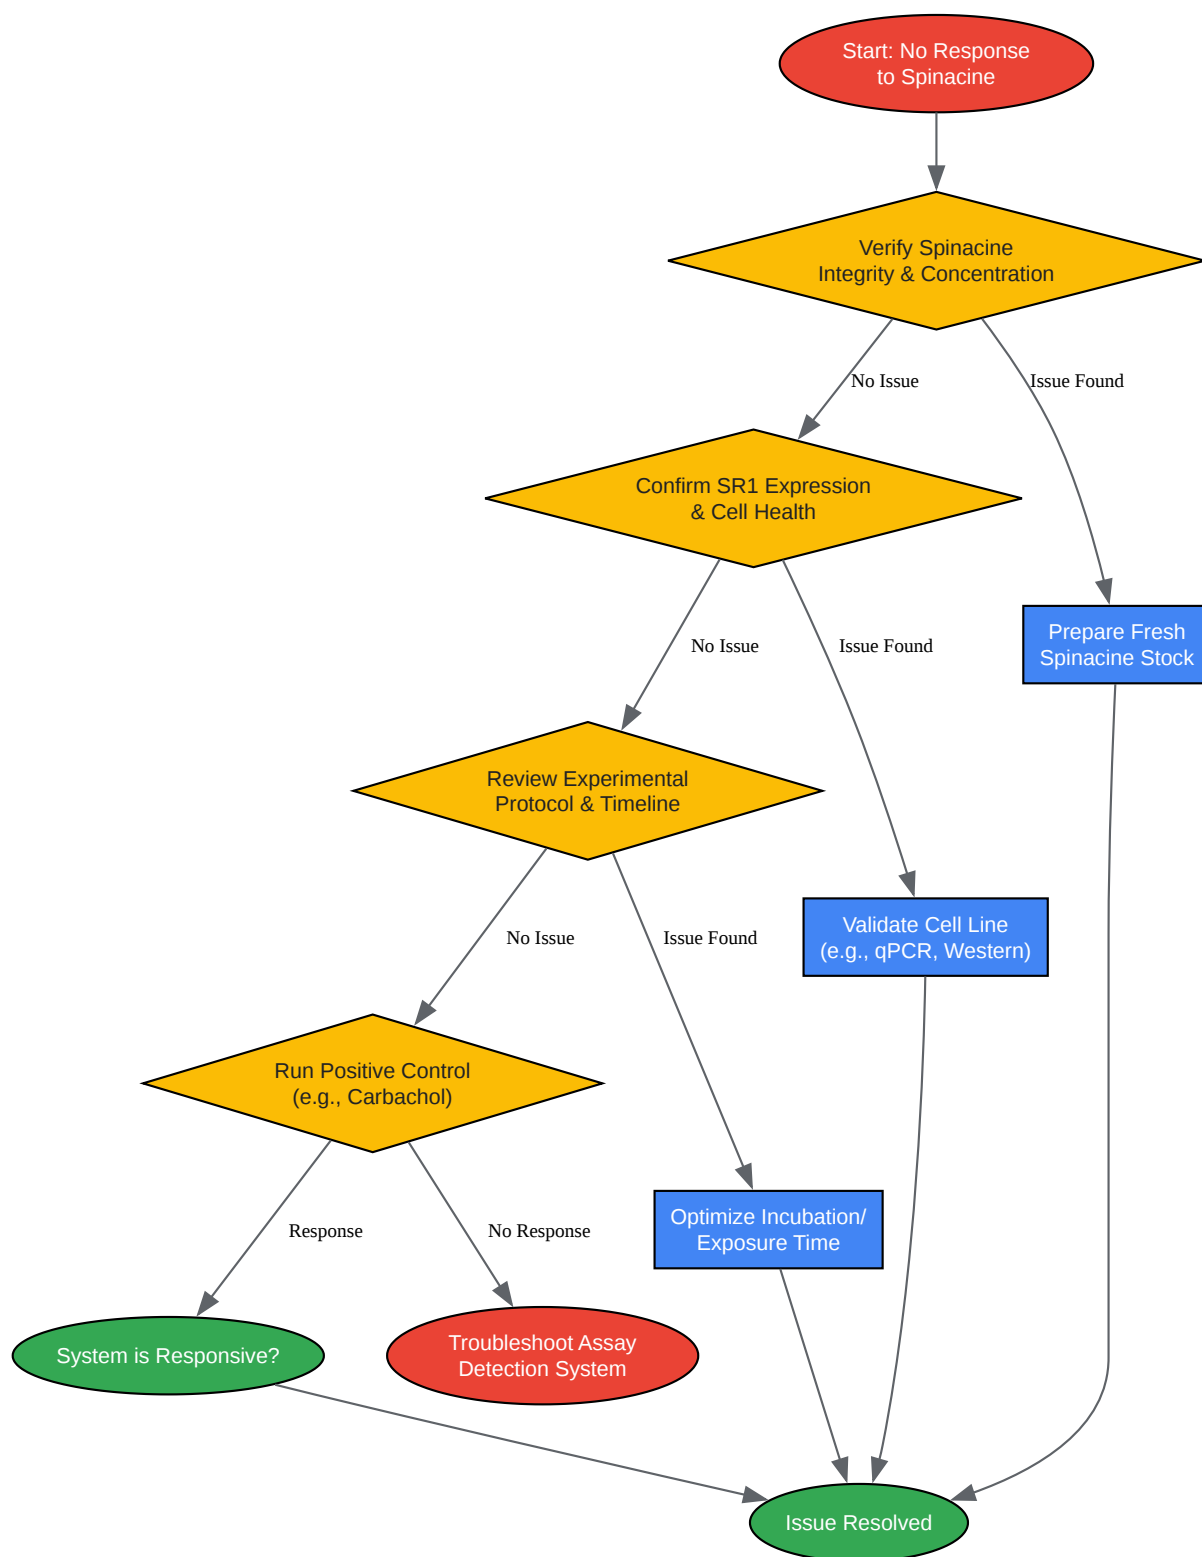 Start: No Response
to Spinacine
Verify Spinacine
Integrity & Concentration
No Issue
Issue Found
Confirm SR1 Expression
& Cell Health
Prepare Fresh
Spinacine Stock
No Issue
Issue Found
Review Experimental
Protocol & Timeline
Validate Cell Line
(e.g., qPCR, Western)
No Issue
Issue Found
Run Positive Control
(e.g., Carbachol)
Optimize Incubation/
Exposure Time
Response
No Response
System is Responsive?
Troubleshoot Assay
Detection System
Issue Resolved